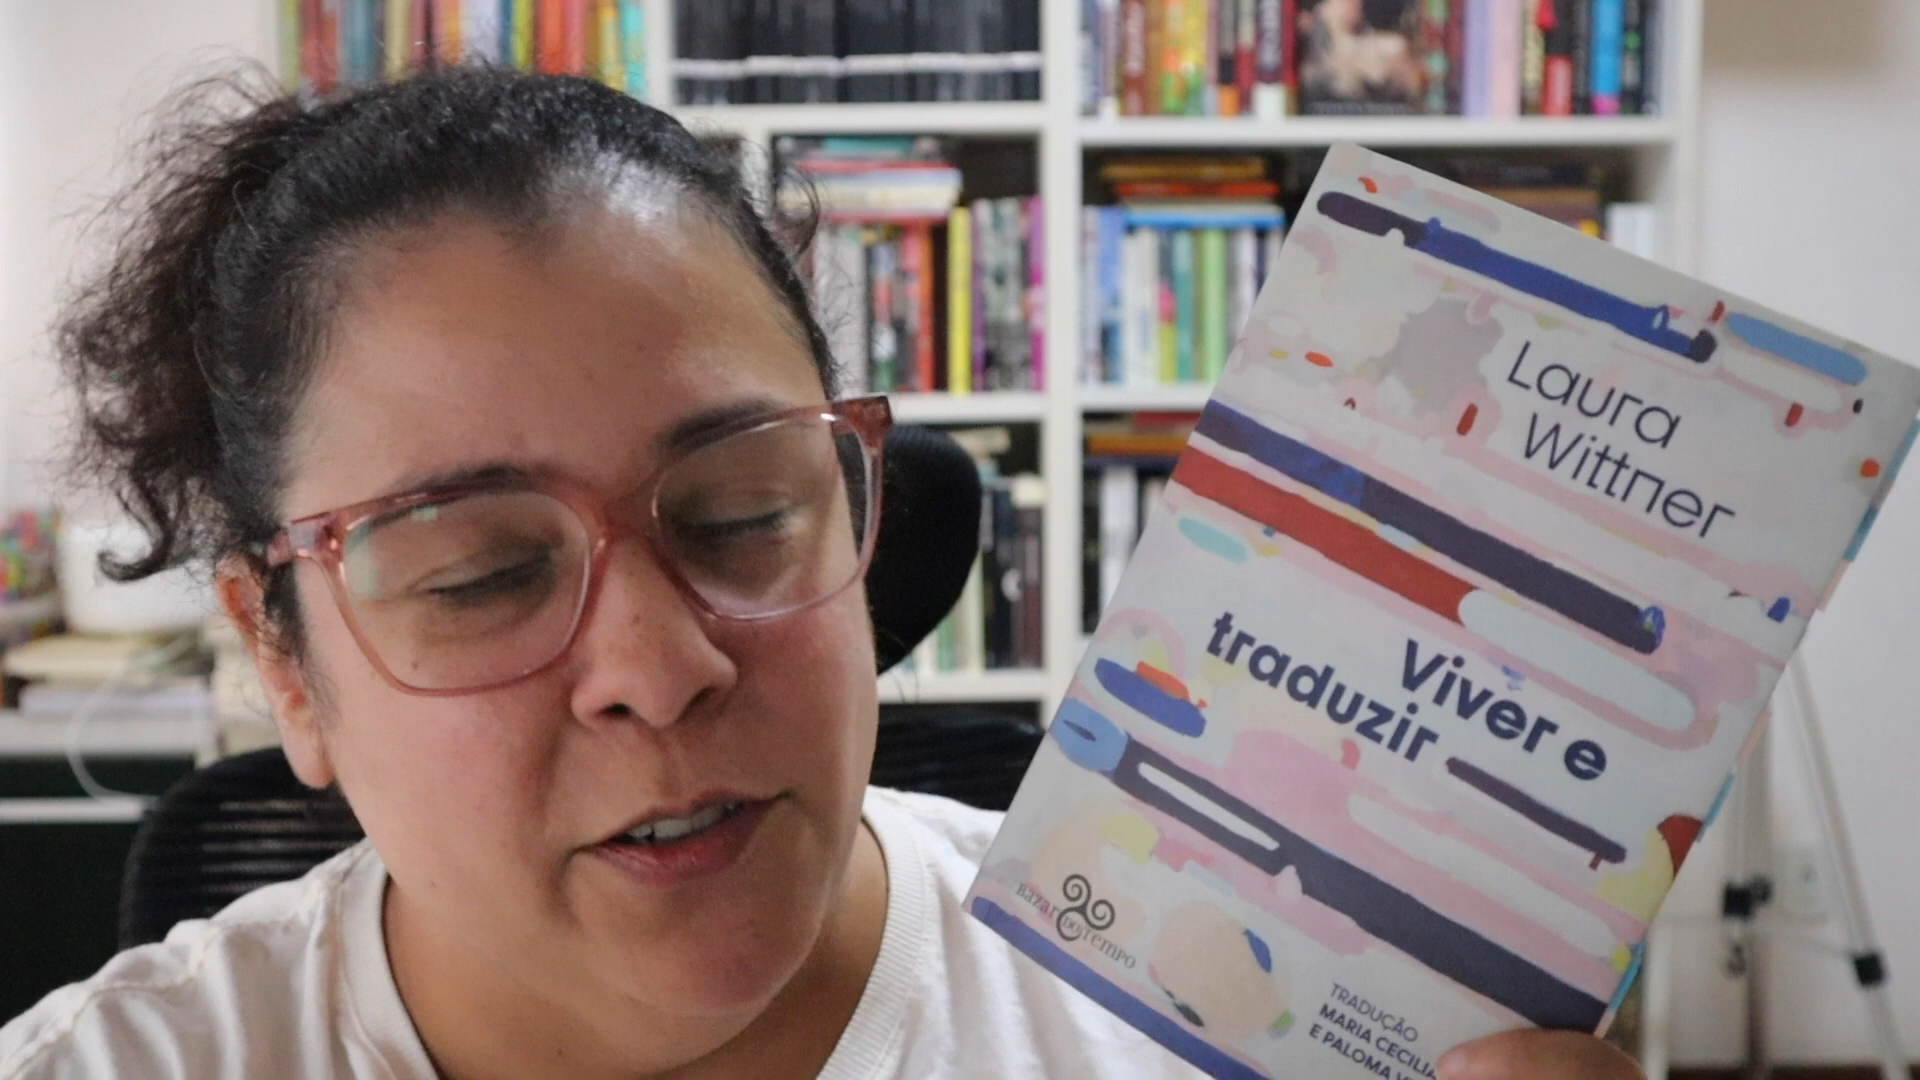 Laura
Wittner
Viver e
traduzir
Bazar do Tempo
TRADUÇÃO
MARIA CECILIA
E PALOMA